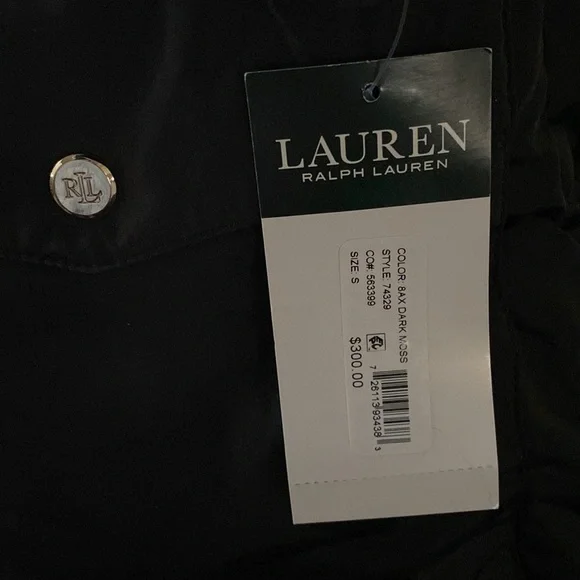 LAUREN
RALPH LAUREN
RLL
COLOR: 8AX DARK MOSS
STYLE: 74329
CO#: 563399
SIZE: S
$300.00
7 26113 93438 3